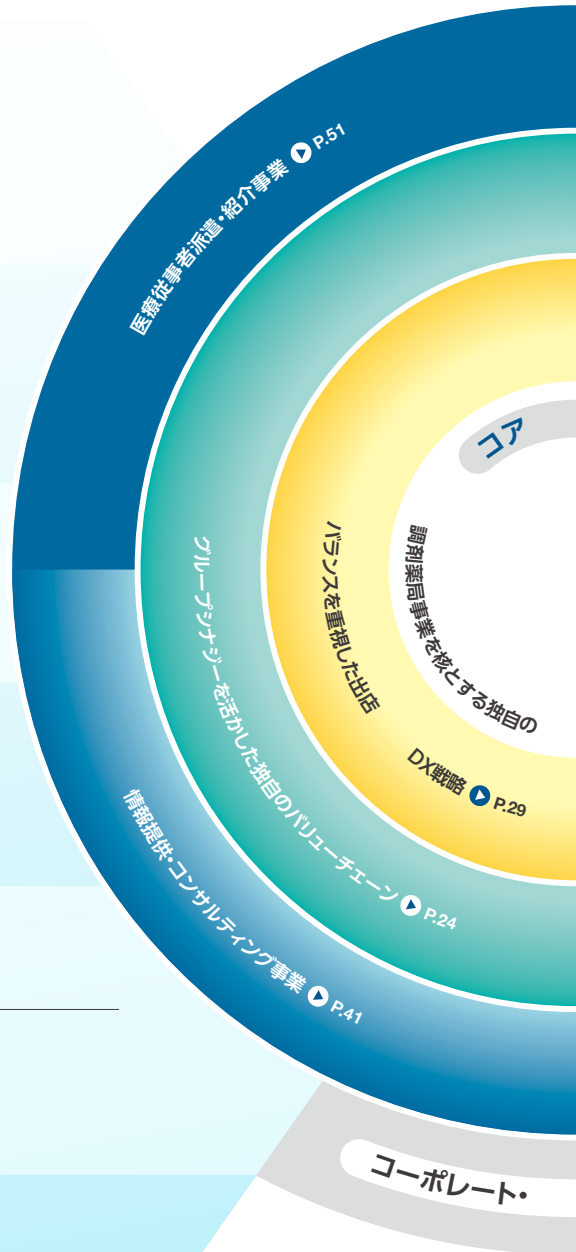 医療従事者派遣・紹介事業 P.51
コア
調剤薬局事業を核とする独自の
バランスを重視した出店
DX戦略 P.29
グループシナジーを活かした独自のバリューチェーン P.24
情報提供・コンサルティング事業 P.41
コーポレート・